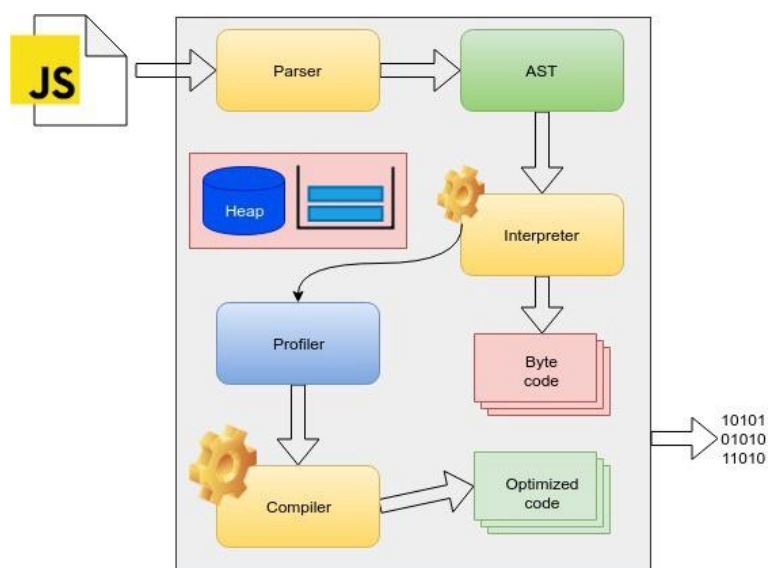 JS
Parser
AST
Heap
Interpreter
Profiler
Byte
code
10101
01010
11010
Optimized
code
Compiler